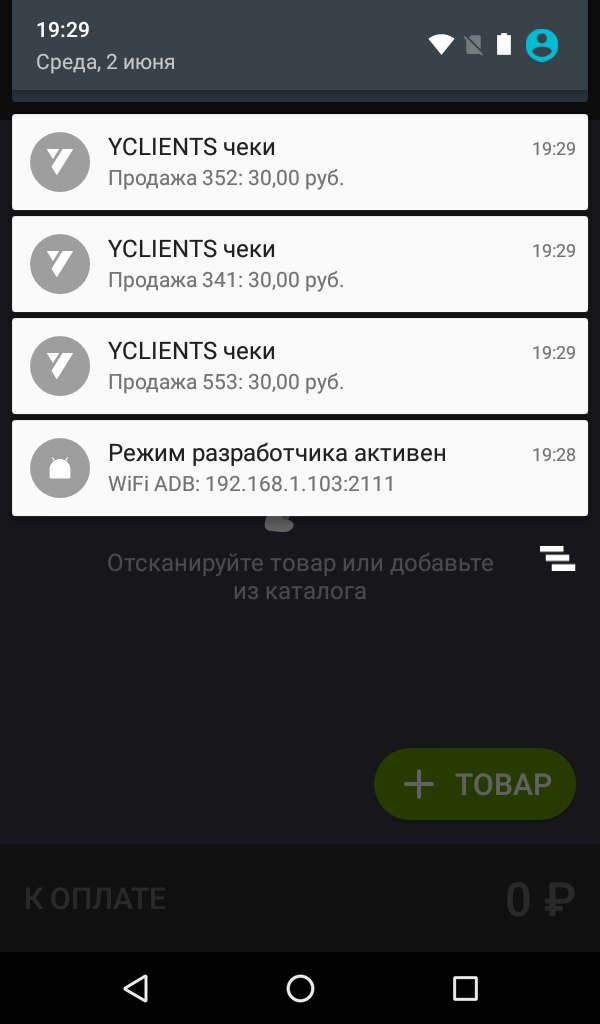 19:29
Среда, 2 июня
YCLIENTS чеки 19:29
Продажа 352: 30,00 руб.
YCLIENTS чеки 19:29
Продажа 341: 30,00 руб.
YCLIENTS чеки 19:29
Продажа 553: 30,00 руб.
Режим разработчика активен 19:28
WiFi ADB: 192.168.1.103:2111
Отсканируйте товар или добавьте
из каталога
+ ТОВАР
К ОПЛАТЕ 0 ₽